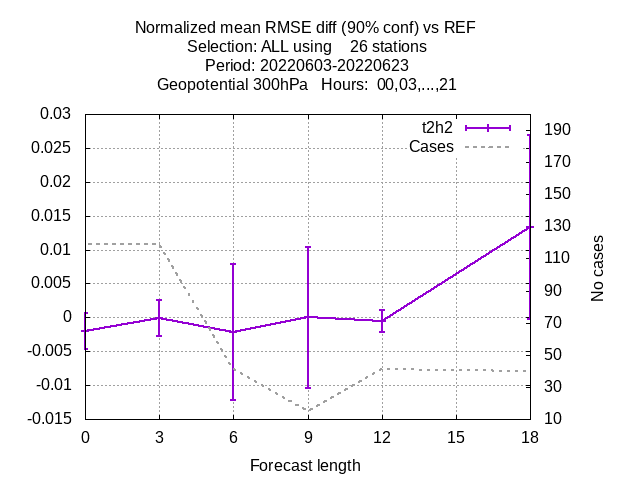 Normalized mean RMSE diff (90% conf) vs REF
Selection: ALL using    26 stations
Period: 20220603-20220623
Geopotential 300hPa   Hours:  00,03,...,21
t2h2
Cases
0.03
0.025
0.02
0.015
0.01
0.005
0
-0.005
-0.01
-0.015
190
170
150
130
110
90
70
50
30
10
No cases
0 3 6 9 12 15 18
Forecast length